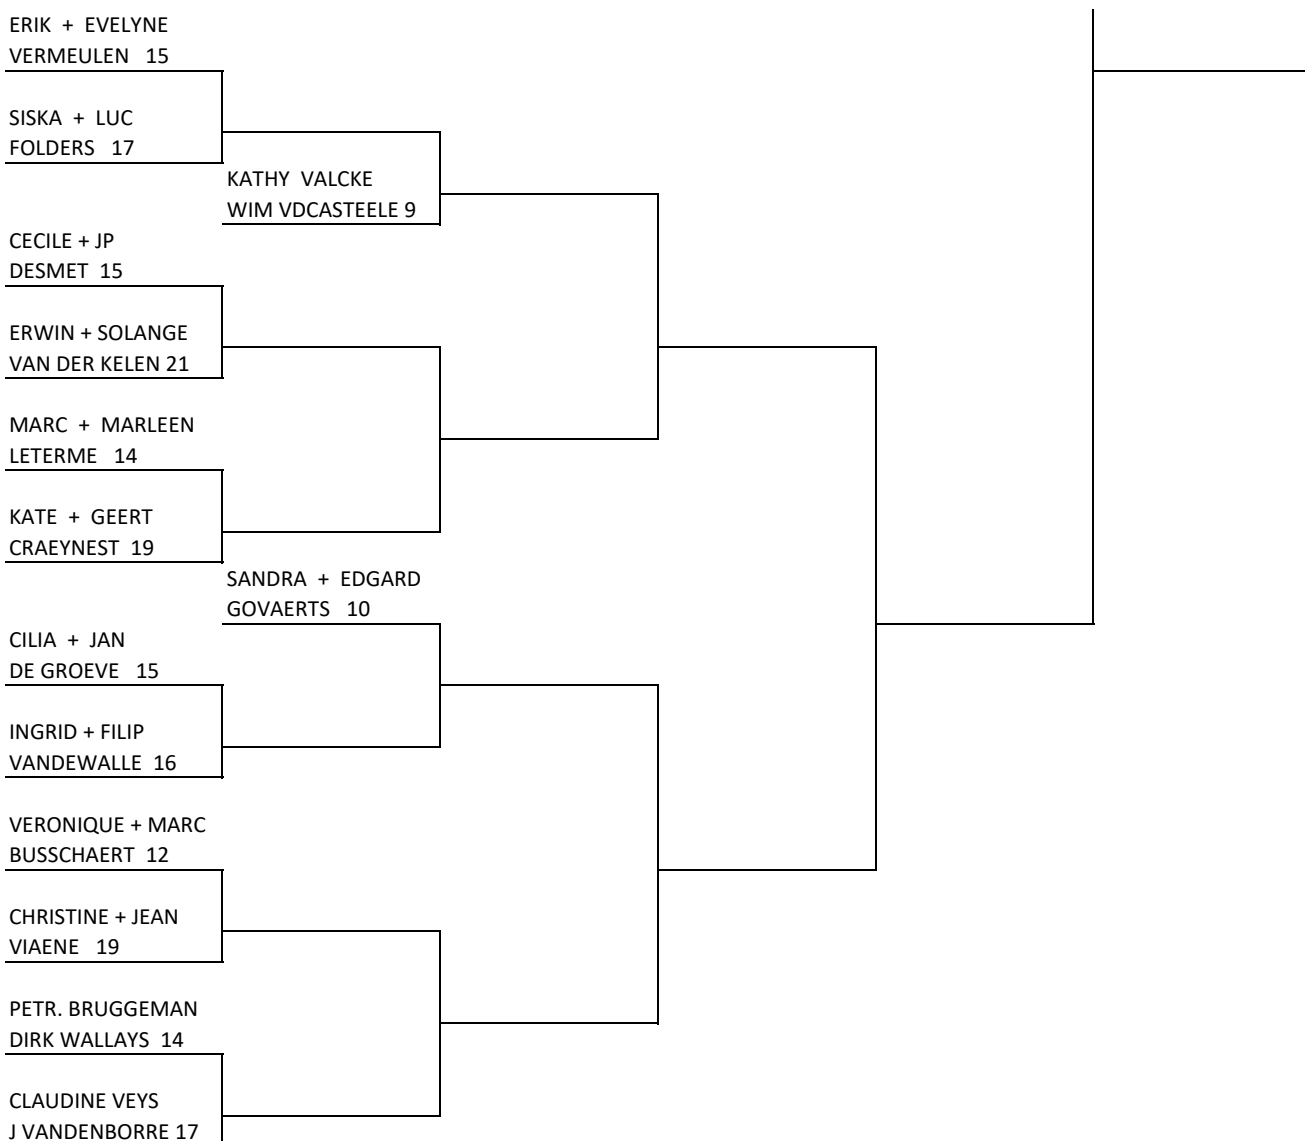 ERIK + EVELYNE
VERMEULEN 15
SISKA + LUC
FOLDERS 17
KATHY VALCKE
WIM VDCASTEELE 9
CECILE + JP
DESMET 15
ERWIN + SOLANGE
VAN DER KELEN 21
MARC + MARLEEN
LETERME 14
KATE + GEERT
CRAEYNEST 19
SANDRA + EDGARD
GOVAERTS 10
CILIA + JAN
DE GROEVE 15
INGRID + FILIP
VANDEWALLE 16
VERONIQUE + MARC
BUSSCHAERT 12
CHRISTINE + JEAN
VIAENE 19
PETR. BRUGGEMAN
DIRK WALLAYS 14
CLAUDINE VEYS
J VANDENBORRE 17